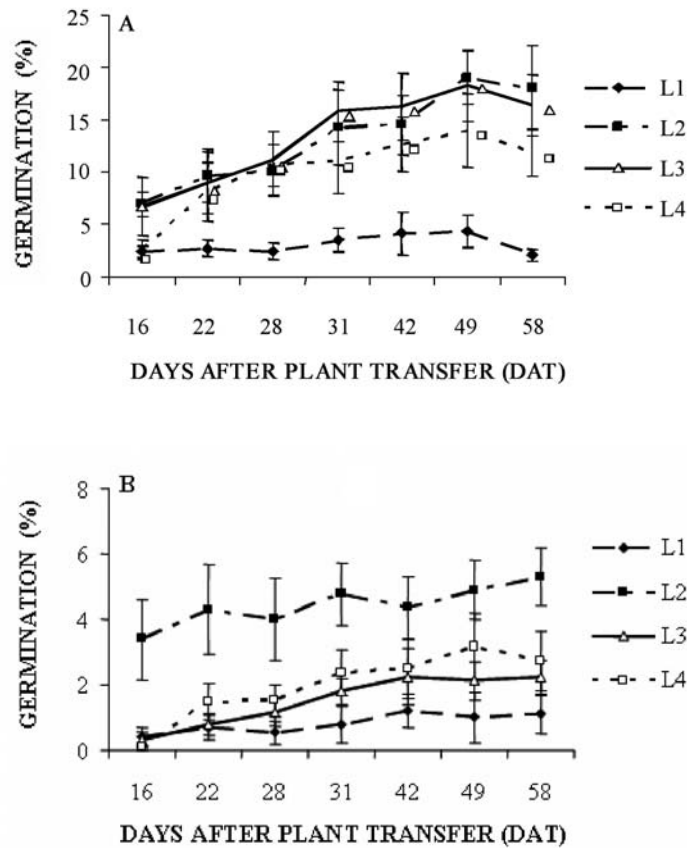 A
GERMINATION (%)
25
20
15
10
5
0
16 22 28 31 42 49 58
DAYS AFTER PLANT TRANSFER (DAT)
L1
L2
L3
L4
B
GERMINATION (%)
8
6
4
2
0
16 22 28 31 42 49 58
DAYS AFTER PLANT TRANSFER (DAT)
L1
L2
L3
L4